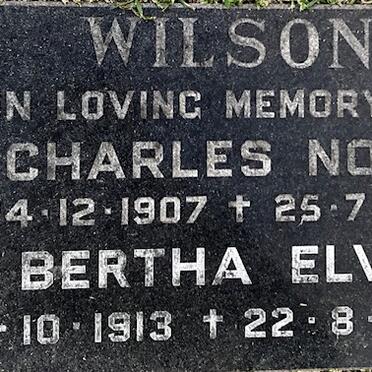 WILSON
N LOVING MEMORY
CHARLES NO
4·12·1907 ✝ 25·7
BERTHA ELV
·10·1913 ✝ 22·8·